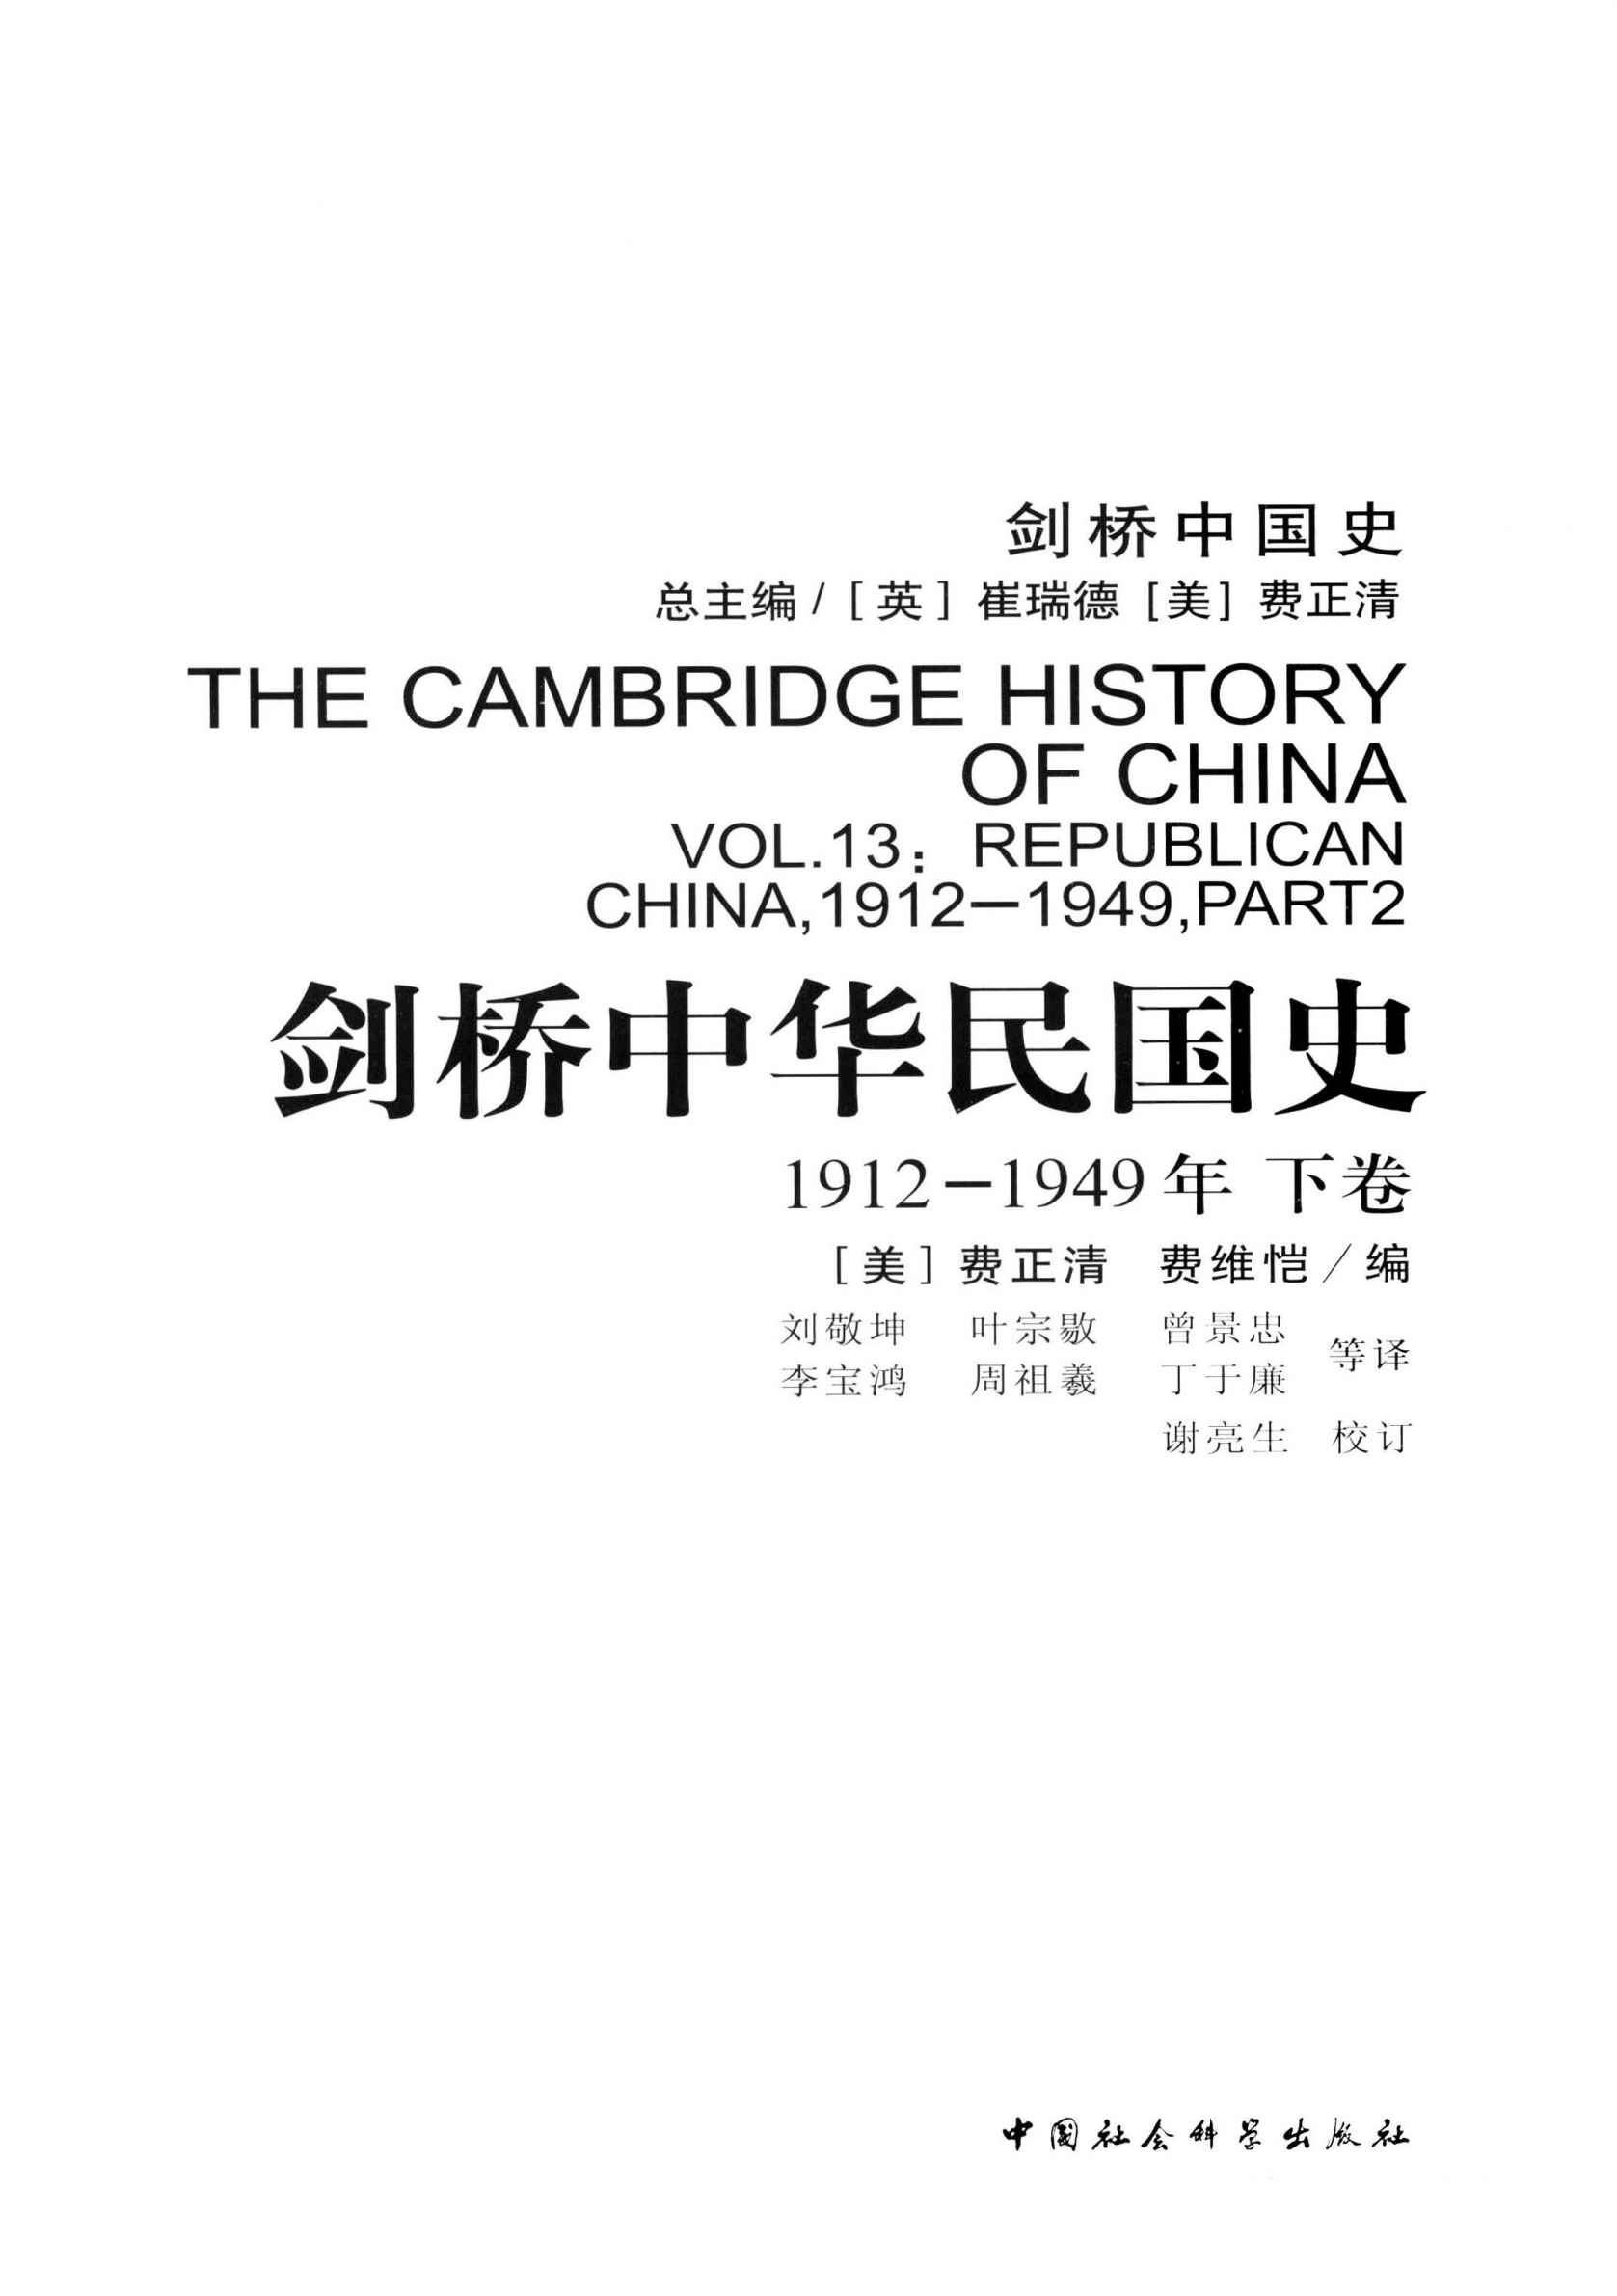 剑桥中国史
总主编/[英]崔瑞德[美]费正清
THE CAMBRIDGE HISTORY
OF CHINA
VOL.13: REPUBLICAN
CHINA,1912—1949,PART2
剑桥中华民国史
1912—1949年 下卷
[美]费正清 费维恺/编
刘敬坤 叶宗敭 曾景忠
等译
李宝鸿 周祖羲 丁于廉
谢亮生 校订
中国社会科学出版社